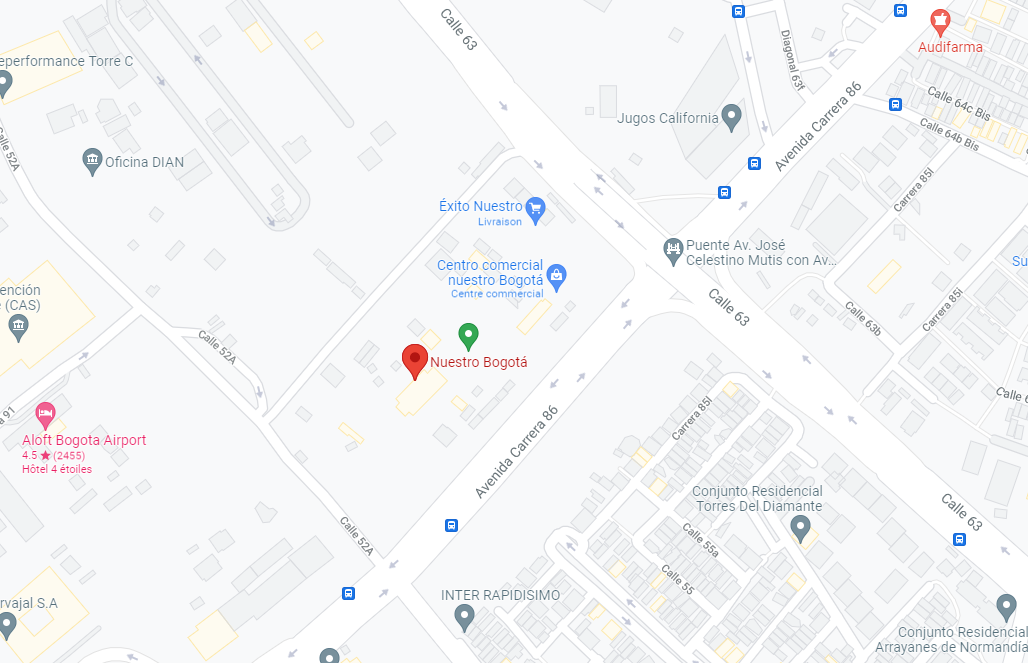 Calle 63
Diagonal 63f
Audifarma
eperformance Torre C
Avenida Carrera 86
Calle 64c Bis
Jugos California
Calle 64b Bis
Calle 52A
Oficina DIAN
Carrera 85I
Éxito Nuestro
Livraison
Puente Av. José
Celestino Mutis con Av...
Su
Centro comercial
nuestro Bogotá
Centre commercial
ención
(CAS)
Calle 63
Calle 63b
Carrera 85i
Calle 52A
Nuestro Bogotá
Calle 6
a 91
Aloft Bogota Airport
4.5 ★ (2455)
Hôtel 4 étoiles
Carrera 85I
Avenida Carrera 86
Conjunto Residencial
Torres Del Diamante
Calle 63
Calle 52A
Calle 55a
Calle 55
INTER RAPIDISIMO
rvajal S.A
Conjunto Residencial
Arrayanes de Normandía